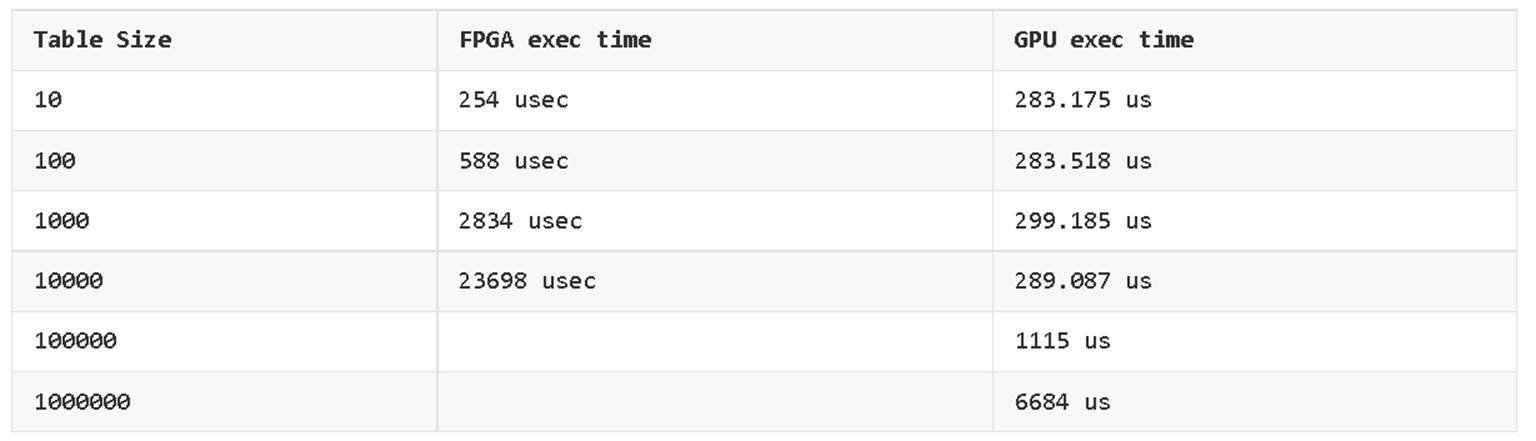 Table Size FPGA exec time GPU exec time
10 254 usec 283.175 us
100 588 usec 283.518 us
1000 2834 usec 299.185 us
10000 23698 usec 289.087 us
100000 1115 us
1000000 6684 us